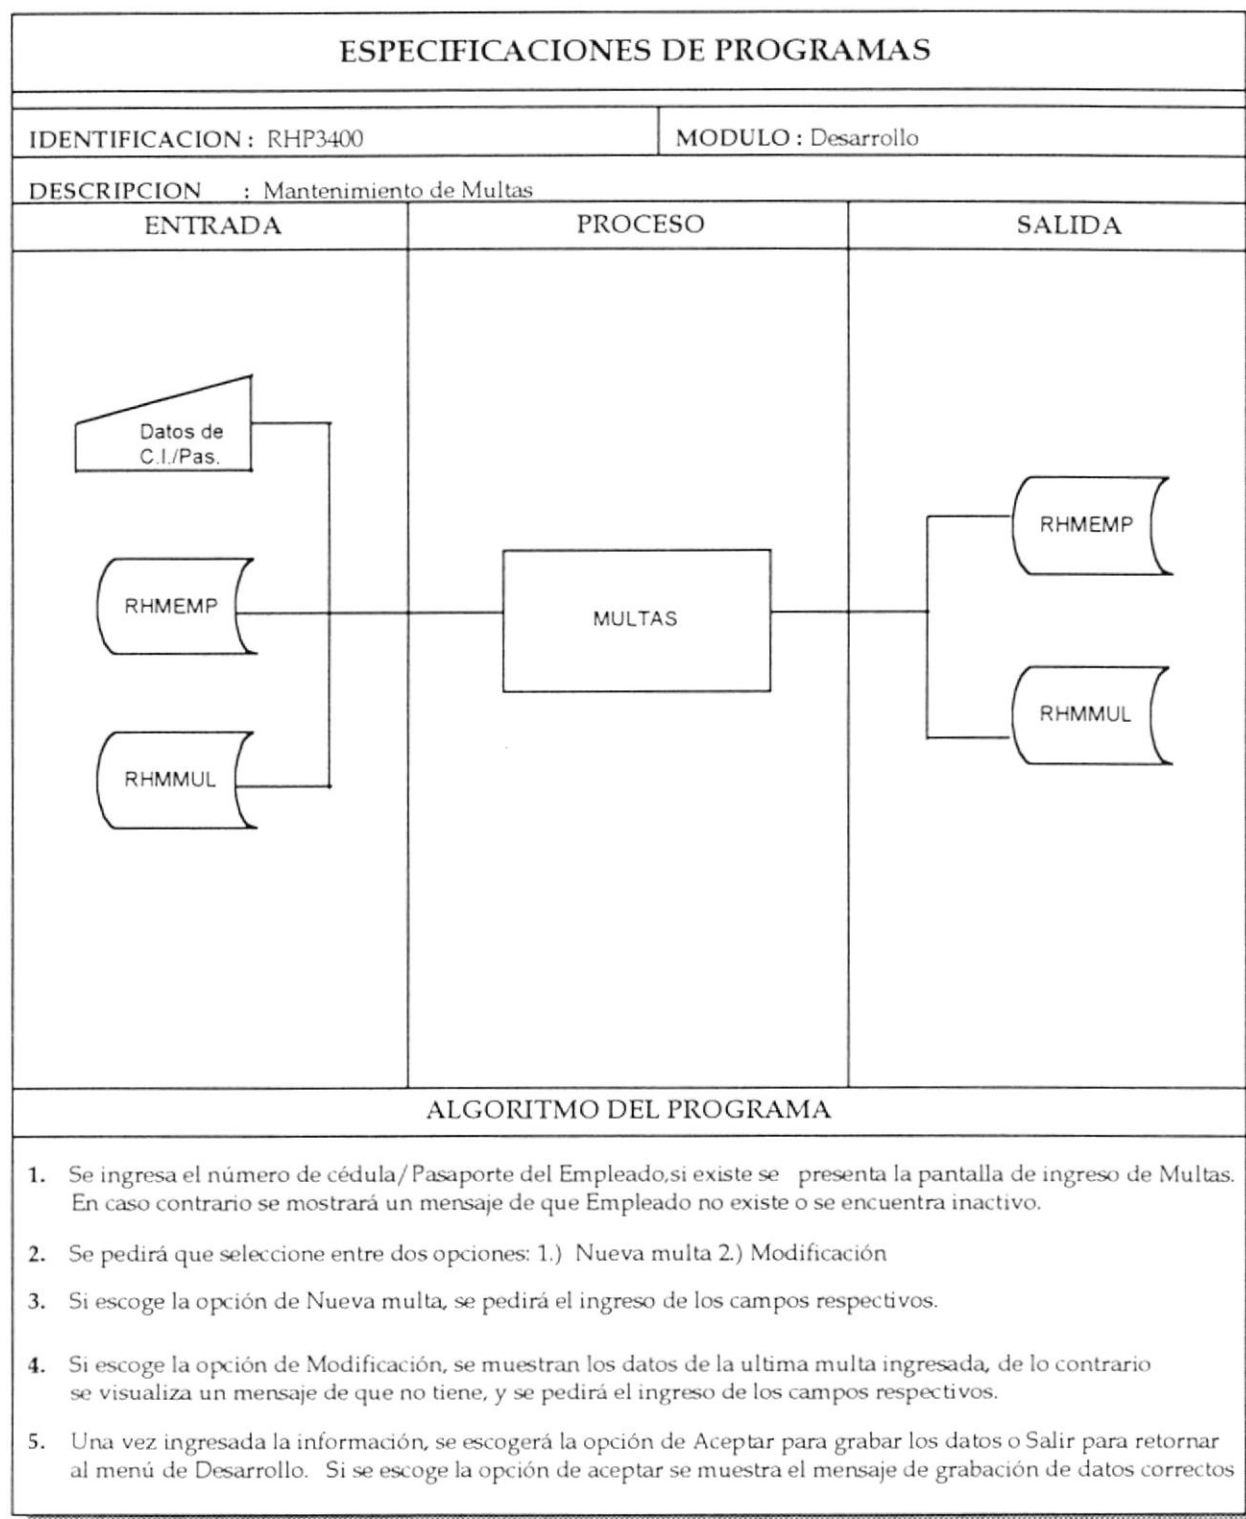 ESPECIFICACIONES DE PROGRAMAS
IDENTIFICACION : RHP3400
MODULO : Desarrollo
DESCRIPCION : Mantenimiento de Multas
ENTRADA
PROCESO
SALIDA
Datos de
C.I./Pas.
RHMEMP
RHMMUL
MULTAS
RHMEMP
RHMMUL
ALGORITMO DEL PROGRAMA
1. Se ingresa el número de cédula/Pasaporte del Empleado,si existe se presenta la pantalla de ingreso de Multas.
En caso contrario se mostrará un mensaje de que Empleado no existe o se encuentra inactivo.
2. Se pedirá que seleccione entre dos opciones: 1.) Nueva multa 2.) Modificación
3. Si escoge la opción de Nueva multa, se pedirá el ingreso de los campos respectivos.
4. Si escoge la opción de Modificación, se muestran los datos de la ultima multa ingresada, de lo contrario
se visualiza un mensaje de que no tiene, y se pedirá el ingreso de los campos respectivos.
5. Una vez ingresada la información, se escogerá la opción de Aceptar para grabar los datos o Salir para retornar
al menú de Desarrollo. Si se escoge la opción de aceptar se muestra el mensaje de grabación de datos correctos